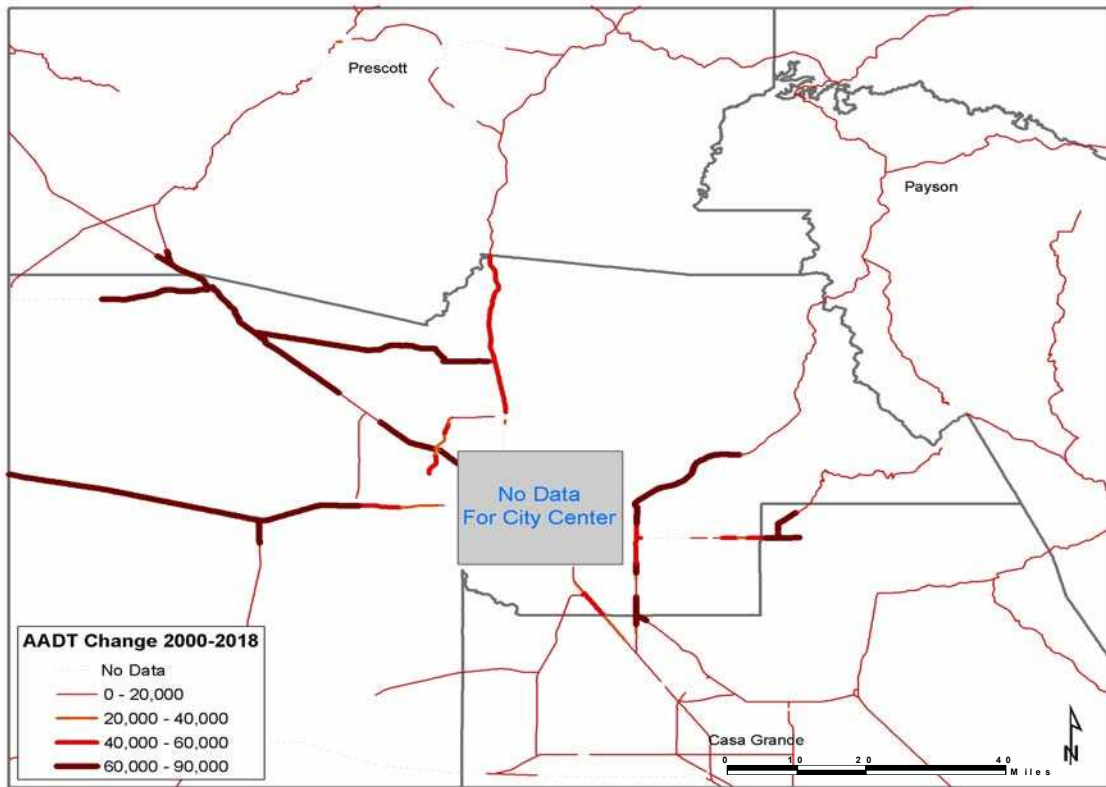 Prescott
Payson
No Data
For City Center
AADT Change 2000-2018
No Data
0 - 20,000
20,000 - 40,000
40,000 - 60,000
60,000 - 90,000
Casa Grande
0 10 20 40
Miles
N